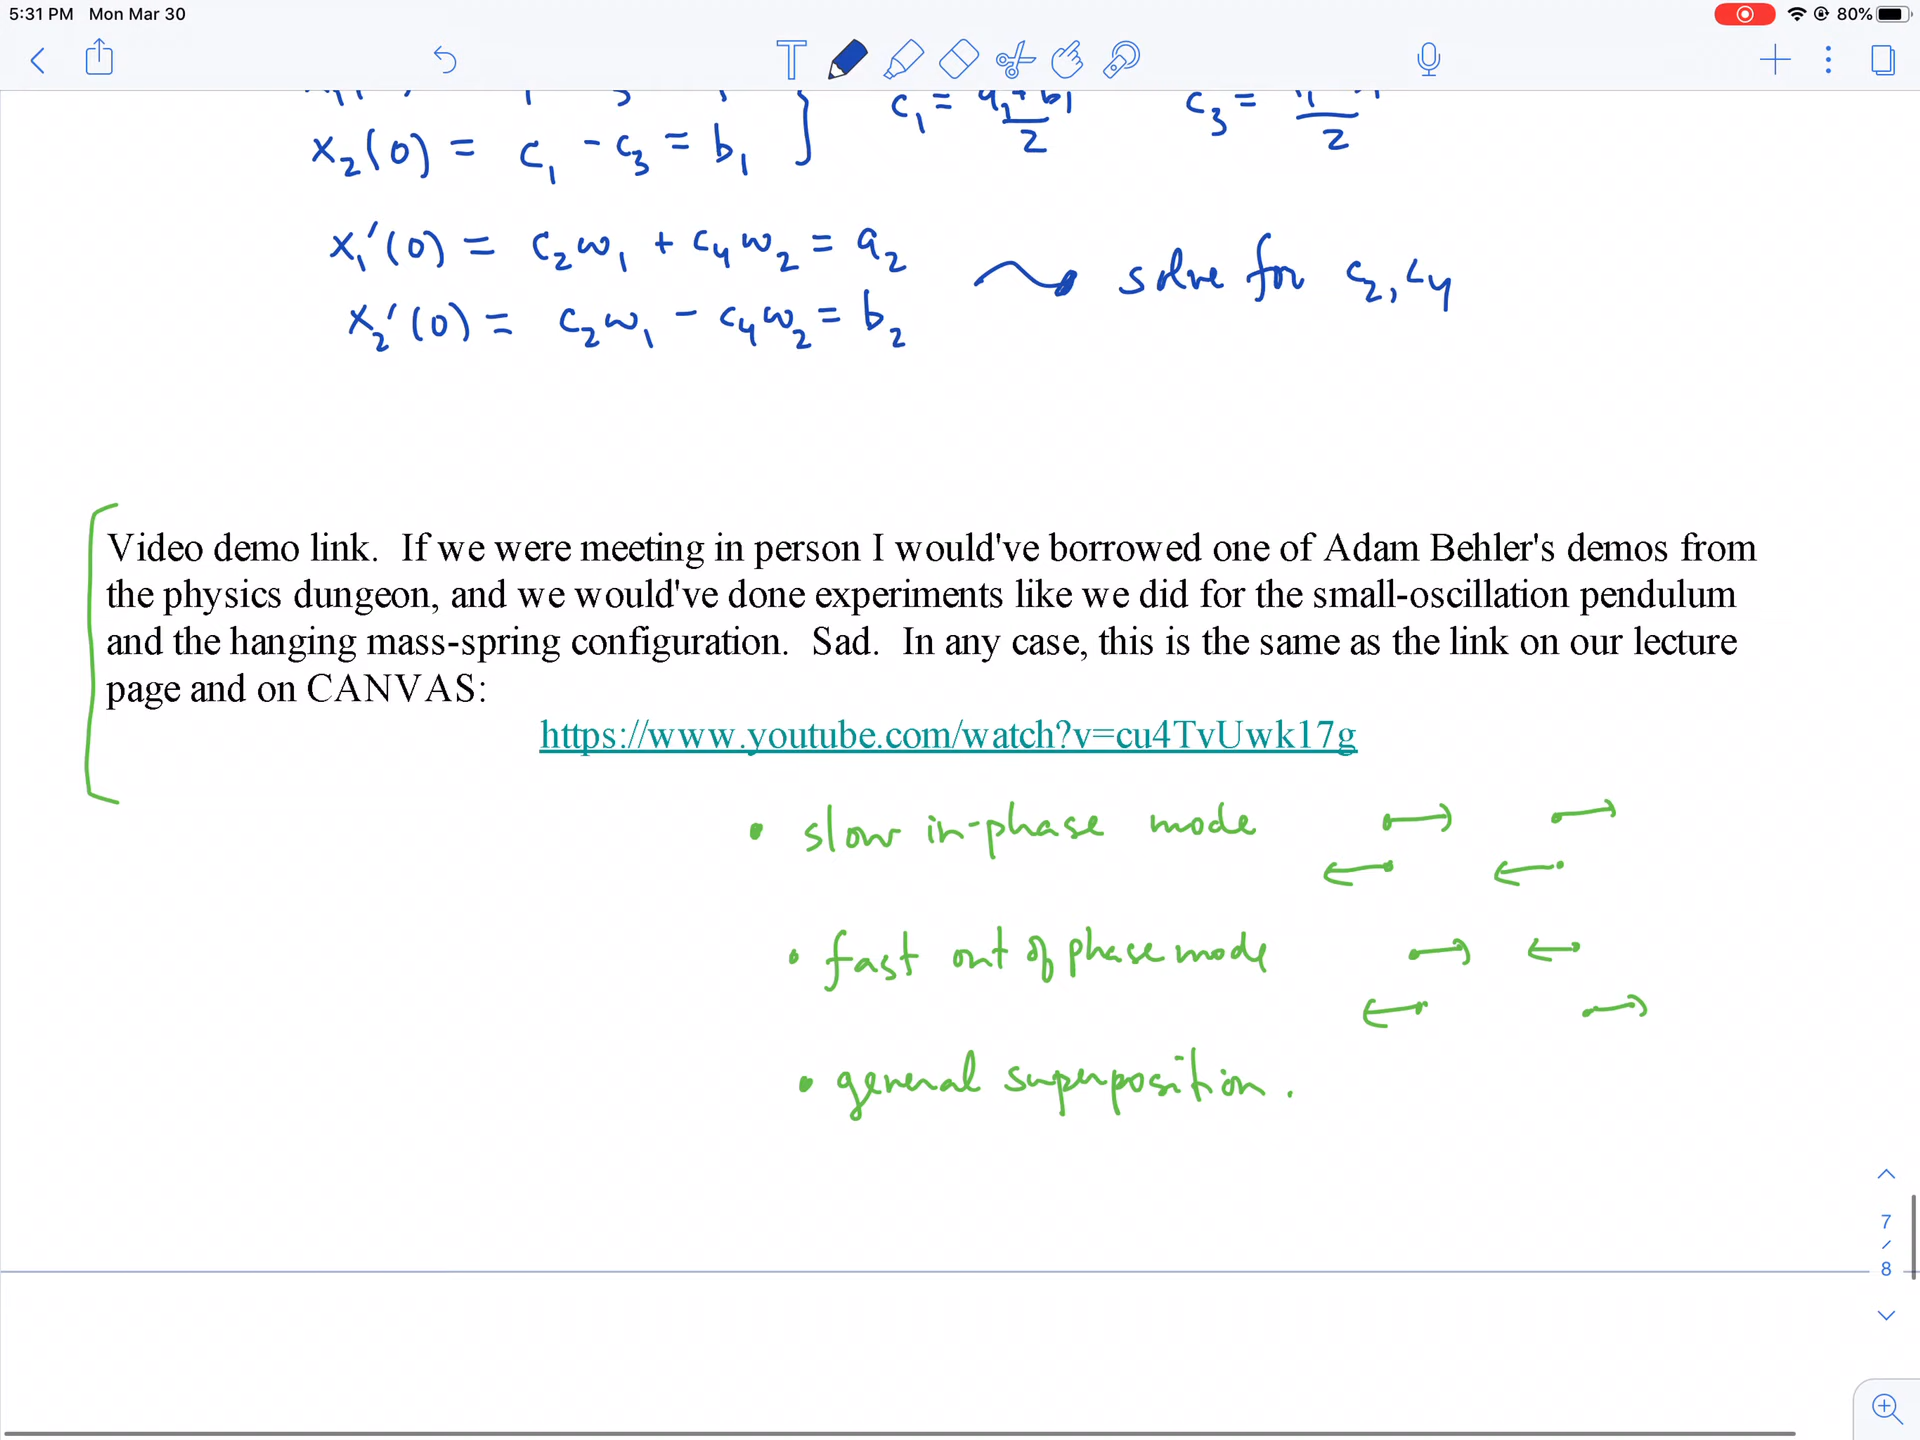 5:31 PM Mon Mar 30
80%
c₁ = a₁ + b₁ / 2
x₂(0) = c₁ - c₃ = b₁
c₃ = / 2
x₁'(0) = c₂ω₁ + c₄ω₂ = a₂
x₂'(0) = c₂ω₁ - c₄ω₂ = b₂
solve for c₂, c₄
Video demo link. If we were meeting in person I would've borrowed one of Adam Behler's demos from
the physics dungeon, and we would've done experiments like we did for the small-oscillation pendulum
and the hanging mass-spring configuration. Sad. In any case, this is the same as the link on our lecture
page and on CANVAS:
https://www.youtube.com/watch?v=cu4TvUwk17g
• slow in-phase mode
• fast out of phase mode
• general superposition.
7
/
8